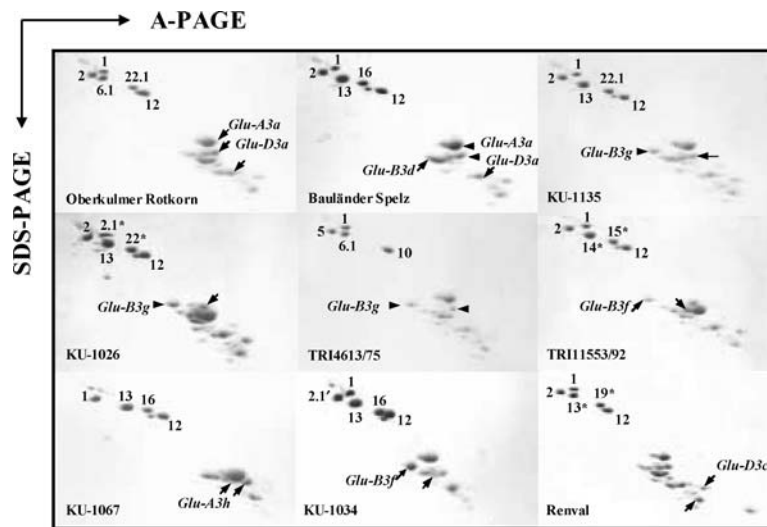 A-PAGE
SDS-PAGE
1
2
6.1
22.1
12
Glu-A3a
Glu-D3a
Oberkulmer Rotkorn
1
2
13
16
12
Glu-A3a
Glu-B3d
Glu-D3a
Bauländer Spelz
1
2
13
22.1
12
Glu-B3g
KU-1135
2 2.1*
13
22*
12
Glu-B3g
KU-1026
1
5
6.1
10
Glu-B3g
TRI4613/75
1
2
14*
15*
12
Glu-B3f
TRI11553/92
1
13
16
12
Glu-A3h
KU-1067
1
2.1′
13
16
12
Glu-B3f
KU-1034
1
2
13*
19*
12
Glu-D3c
Renval